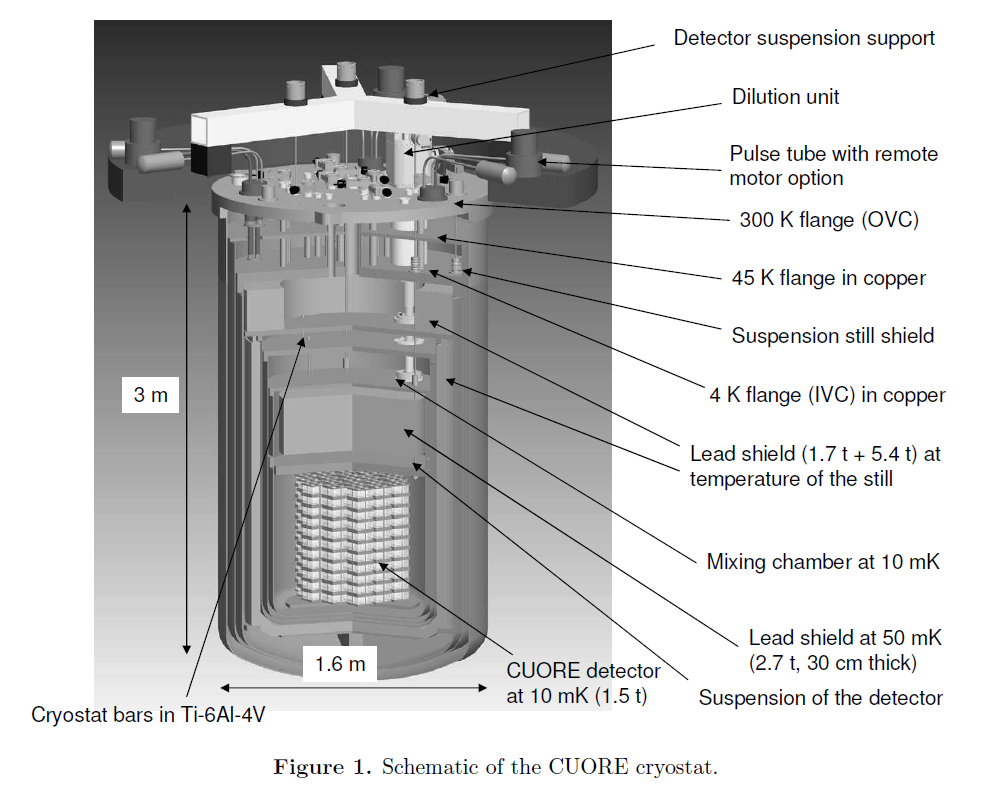 Detector suspension support
Dilution unit
Pulse tube with remote
motor option
300 K flange (OVC)
45 K flange in copper
Suspension still shield
4 K flange (IVC) in copper
Lead shield (1.7 t + 5.4 t) at
temperature of the still
Mixing chamber at 10 mK
Lead shield at 50 mK
(2.7 t, 30 cm thick)
Suspension of the detector
3 m
1.6 m
CUORE detector
at 10 mK (1.5 t)
Cryostat bars in Ti-6Al-4V
Figure 1. Schematic of the CUORE cryostat.